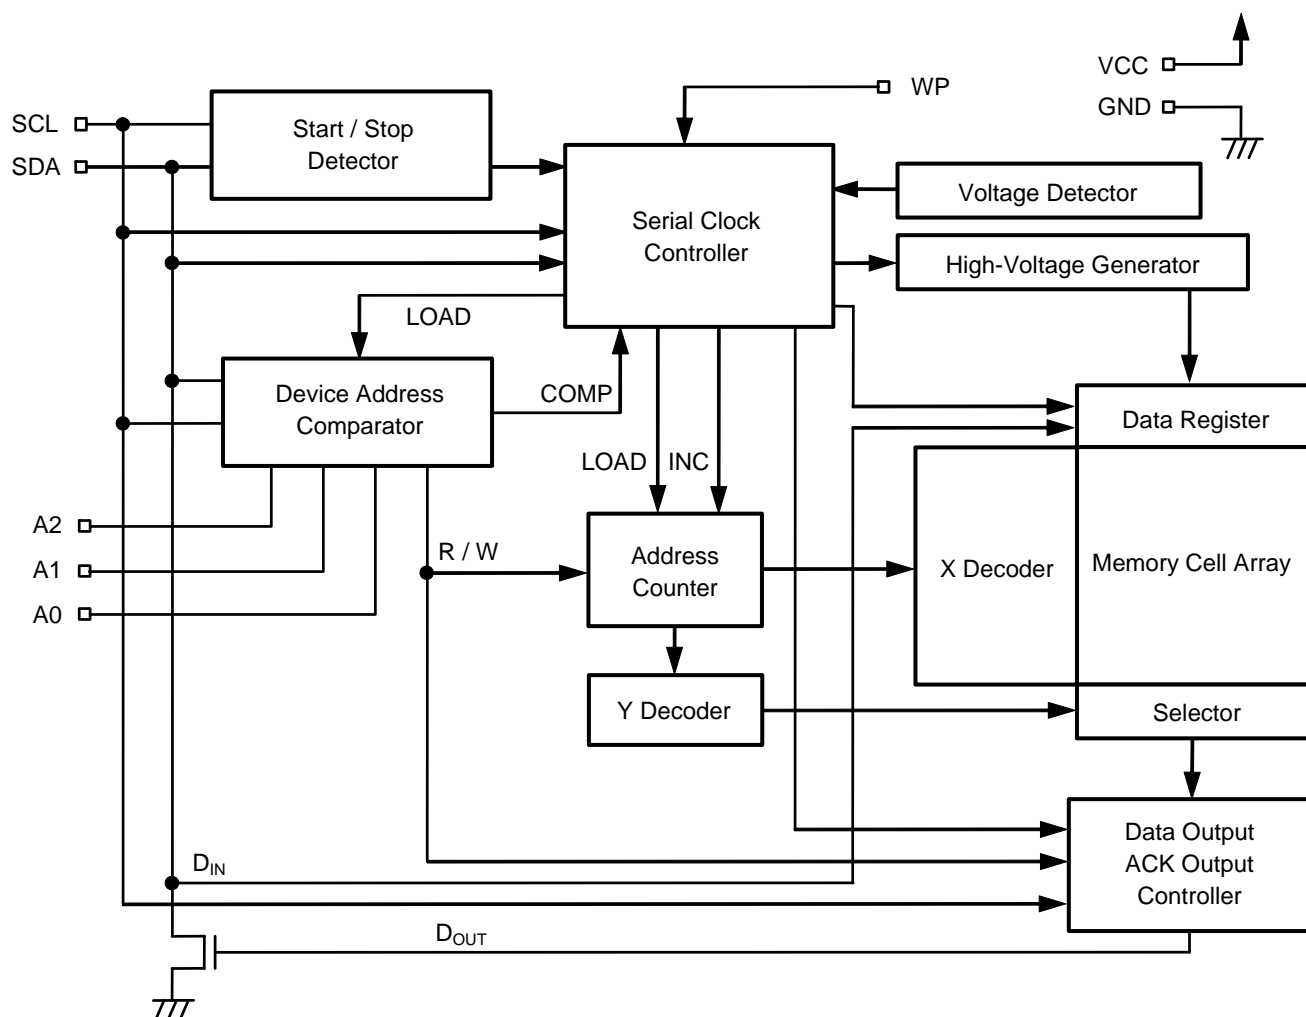 VCC
WP
GND
SCL
Start / Stop
Detector
SDA
Voltage Detector
Serial Clock
Controller
High-Voltage Generator
LOAD
Device Address
Comparator
COMP
Data Register
LOAD
INC
A2
R / W
Address
Counter
X Decoder
Memory Cell Array
A1
A0
Y Decoder
Selector
Data Output
ACK Output
Controller
DIN
DOUT